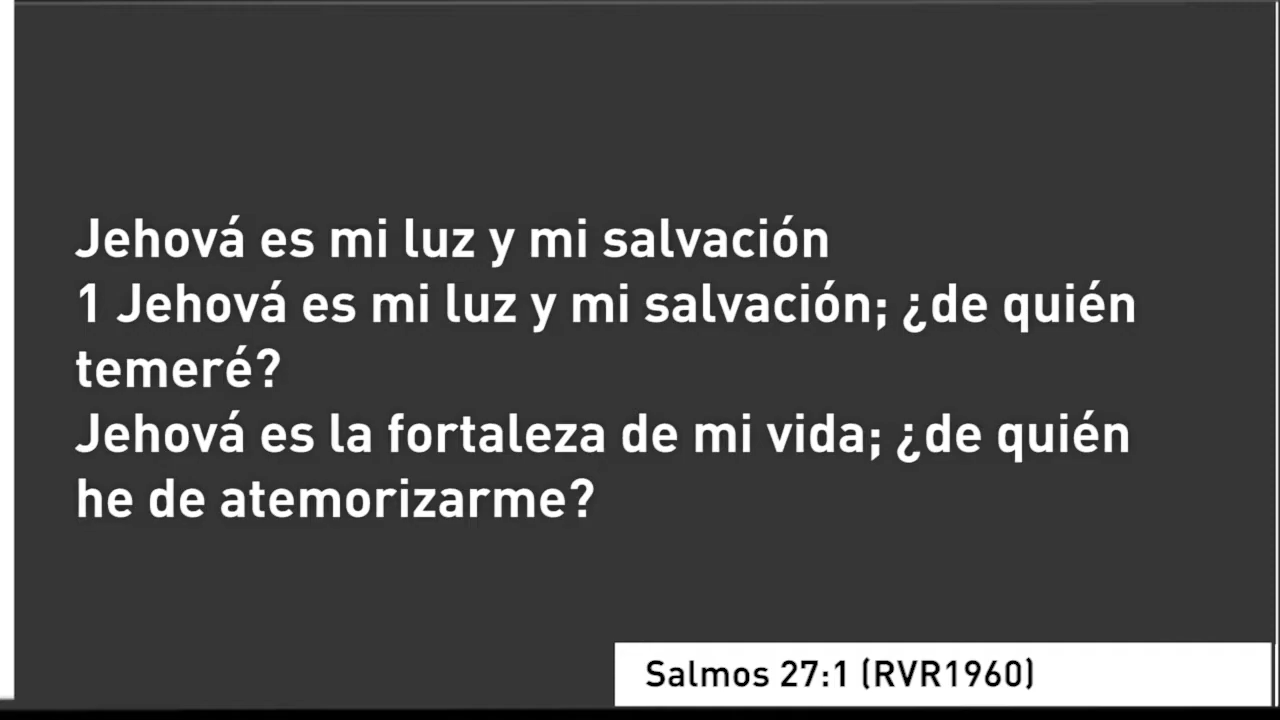 Jehová es mi luz y mi salvación
1 Jehová es mi luz y mi salvación; ¿de quién
temeré?
Jehová es la fortaleza de mi vida; ¿de quién
he de atemorizarme?
Salmos 27:1 (RVR1960)